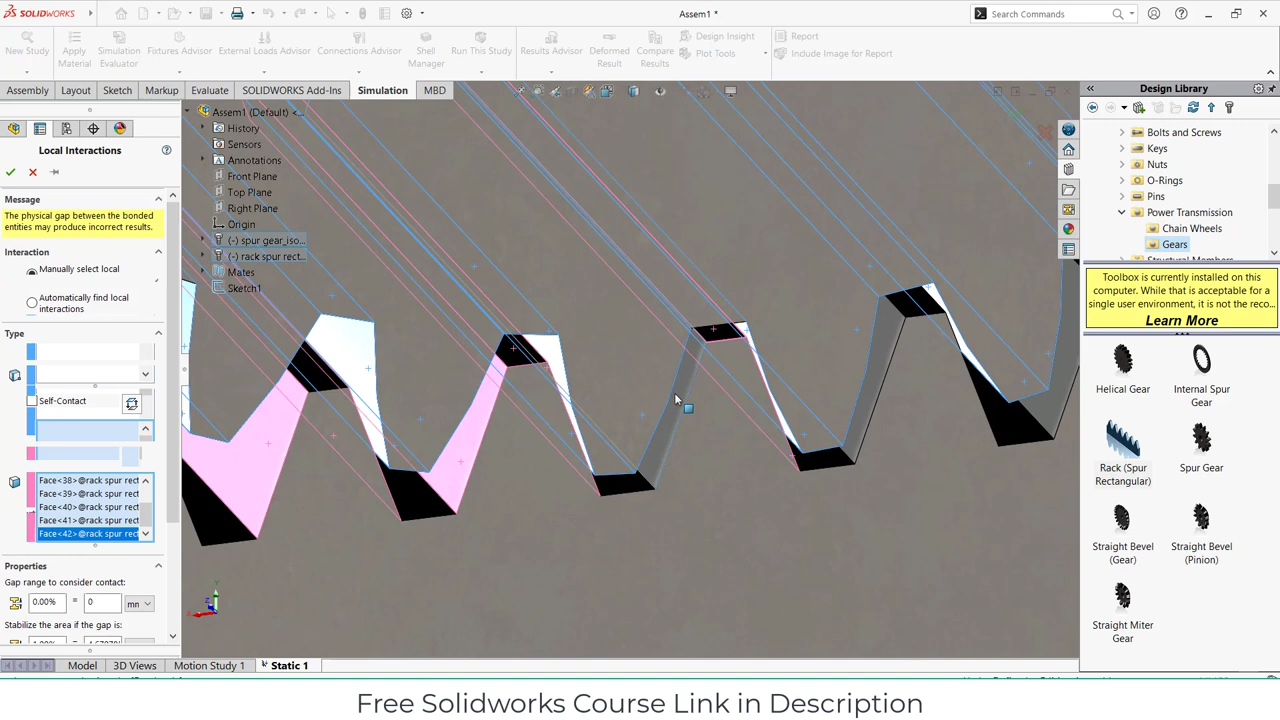 SOLIDWORKS
Assem1 *
Search Commands
New Study
Apply Material
Simulation Evaluator
Fixtures Advisor
External Loads Advisor
Connections Advisor
Shell Manager
Run This Study
Results Advisor
Deformed Result
Compare Results
Design Insight
Plot Tools
Report
Include Image for Report
Assembly
Layout
Sketch
Markup
Evaluate
SOLIDWORKS Add-Ins
Simulation
MBD
Local Interactions
Message
The physical gap between the bonded
entities may produce incorrect results.
Interaction
Manually select local
Automatically find local
interactions
Type
Self-Contact
Face<38>@rack spur rect
Face<39>@rack spur rect
Face<40>@rack spur rect
Face<41>@rack spur rect
Face<42>@rack spur rect
Properties
Gap range to consider contact:
0.00%
=
0
mn
Stabilize the area if the gap is:
Assem1 (Default) <...
History
Sensors
Annotations
Front Plane
Top Plane
Right Plane
Origin
(-) spur gear_iso...
(-) rack spur rect...
Mates
Sketch1
Design Library
Bolts and Screws
Keys
Nuts
O-Rings
Pins
Power Transmission
Chain Wheels
Gears
Toolbox is currently installed on this
computer. While that is acceptable for a
single user environment, it is not the reco...
Learn More
Helical Gear
Internal Spur
Gear
Rack (Spur
Rectangular)
Spur Gear
Straight Bevel
(Gear)
Straight Bevel
(Pinion)
Straight Miter
Gear
Model
3D Views
Motion Study 1
Static 1
Free Solidworks Course Link in Description